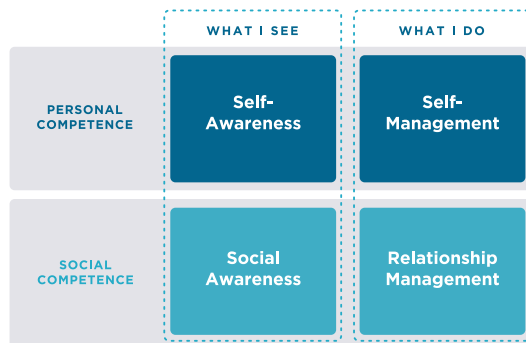 WHAT I SEE
WHAT I DO
PERSONAL
COMPETENCE
Self-
Awareness
Self-
Management
SOCIAL
COMPETENCE
Social
Awareness
Relationship
Management